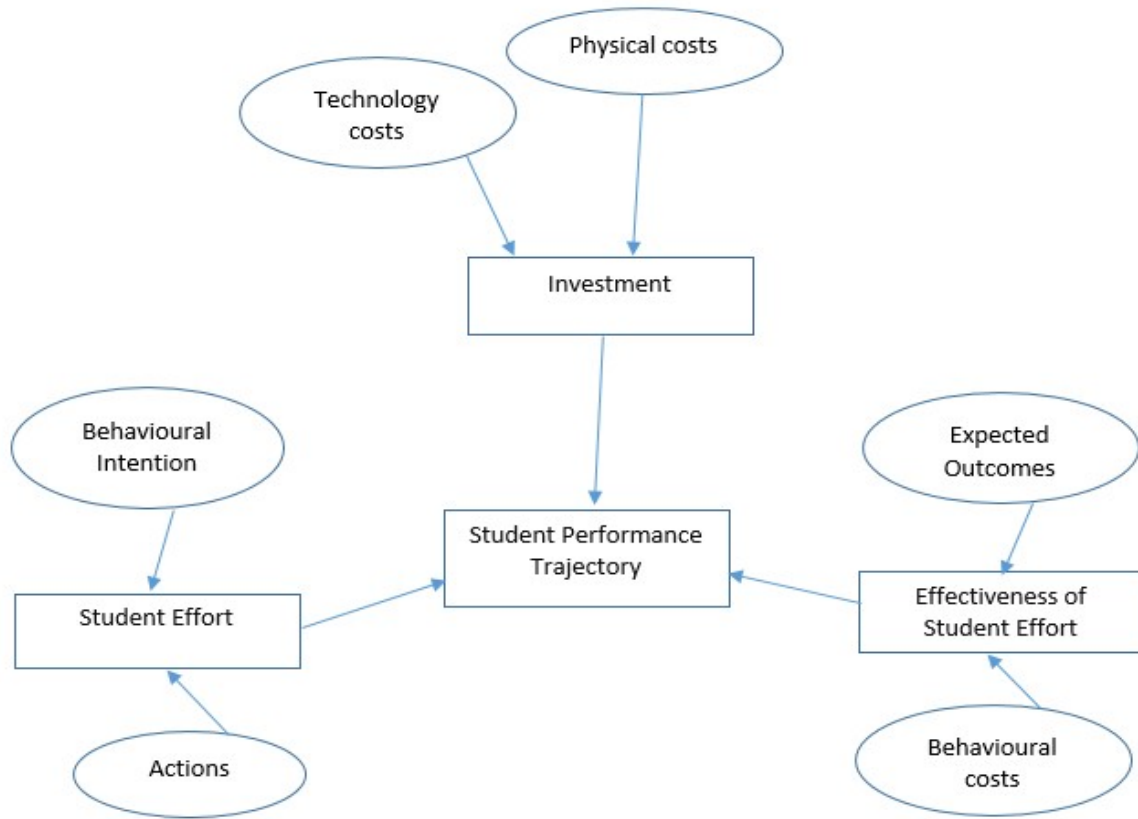 Physical costs
Technology
costs
Investment
Behavioural
Intention
Expected
Outcomes
Student Performance
Trajectory
Student Effort
Effectiveness of
Student Effort
Actions
Behavioural
costs